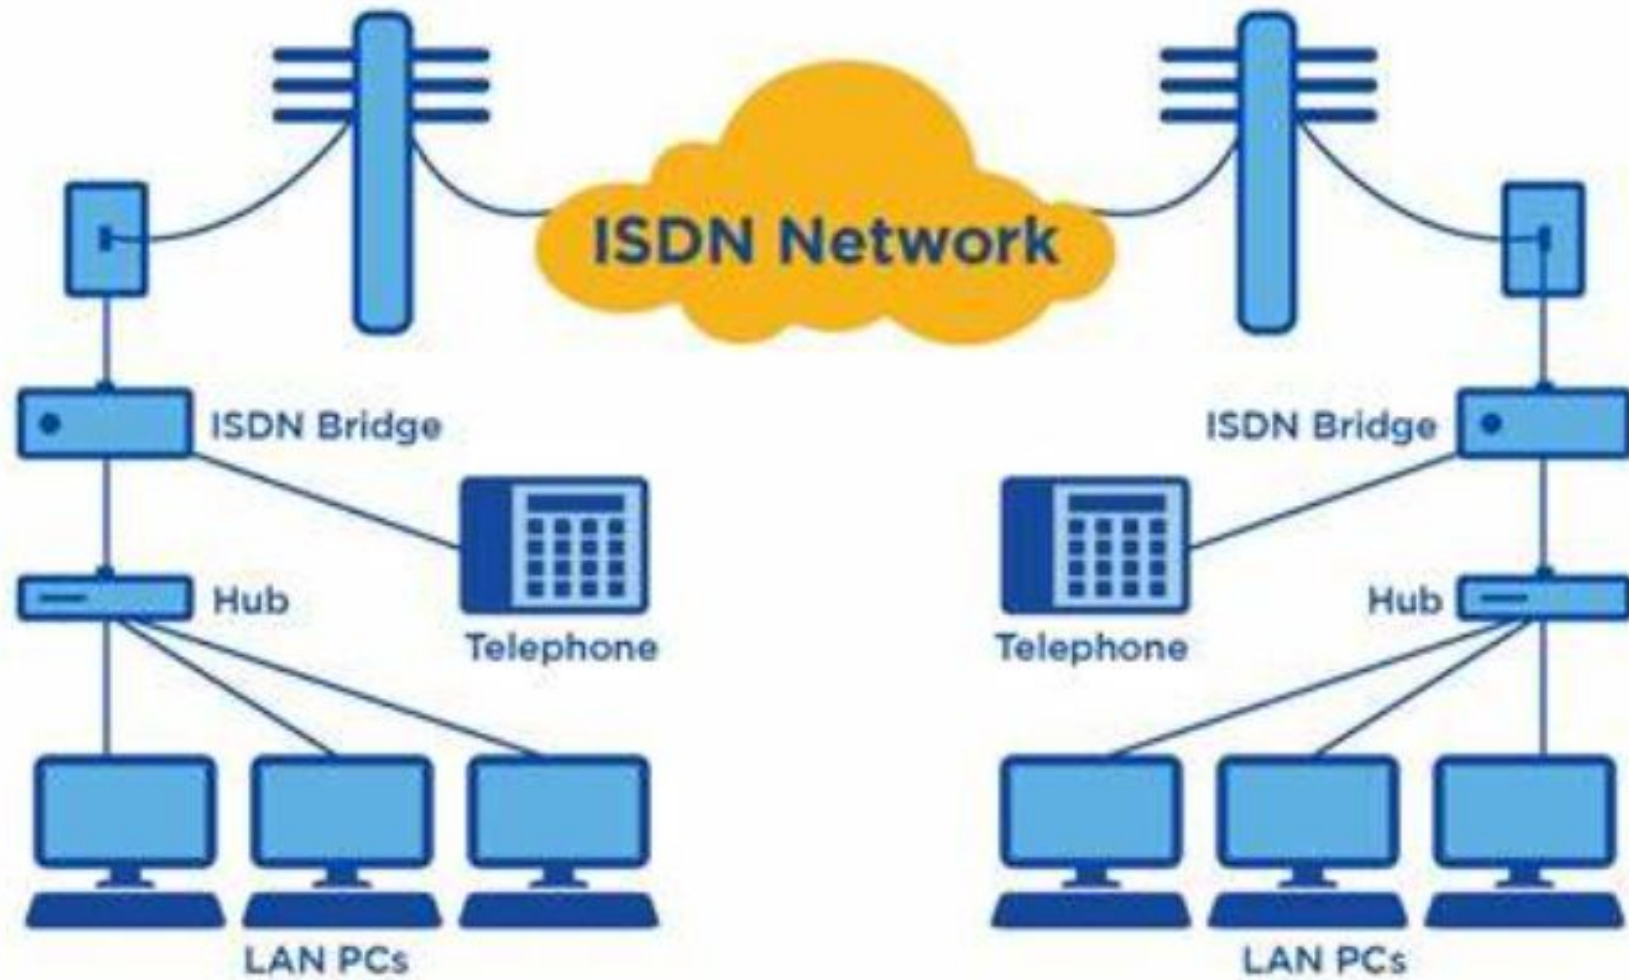 ISDN Network
ISDN Bridge
ISDN Bridge
Hub
Hub
Telephone
Telephone
LAN PCs
LAN PCs